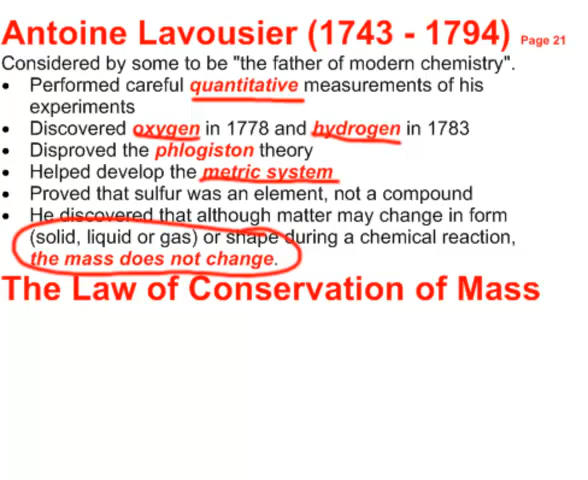 Antoine Lavousier (1743 - 1794) Page 21
Considered by some to be "the father of modern chemistry".
• Performed careful quantitative measurements of his
experiments
• Discovered oxygen in 1778 and hydrogen in 1783
• Disproved the phlogiston theory
• Helped develop the metric system
• Proved that sulfur was an element, not a compound
• He discovered that although matter may change in form
(solid, liquid or gas) or shape during a chemical reaction,
the mass does not change.
The Law of Conservation of Mass